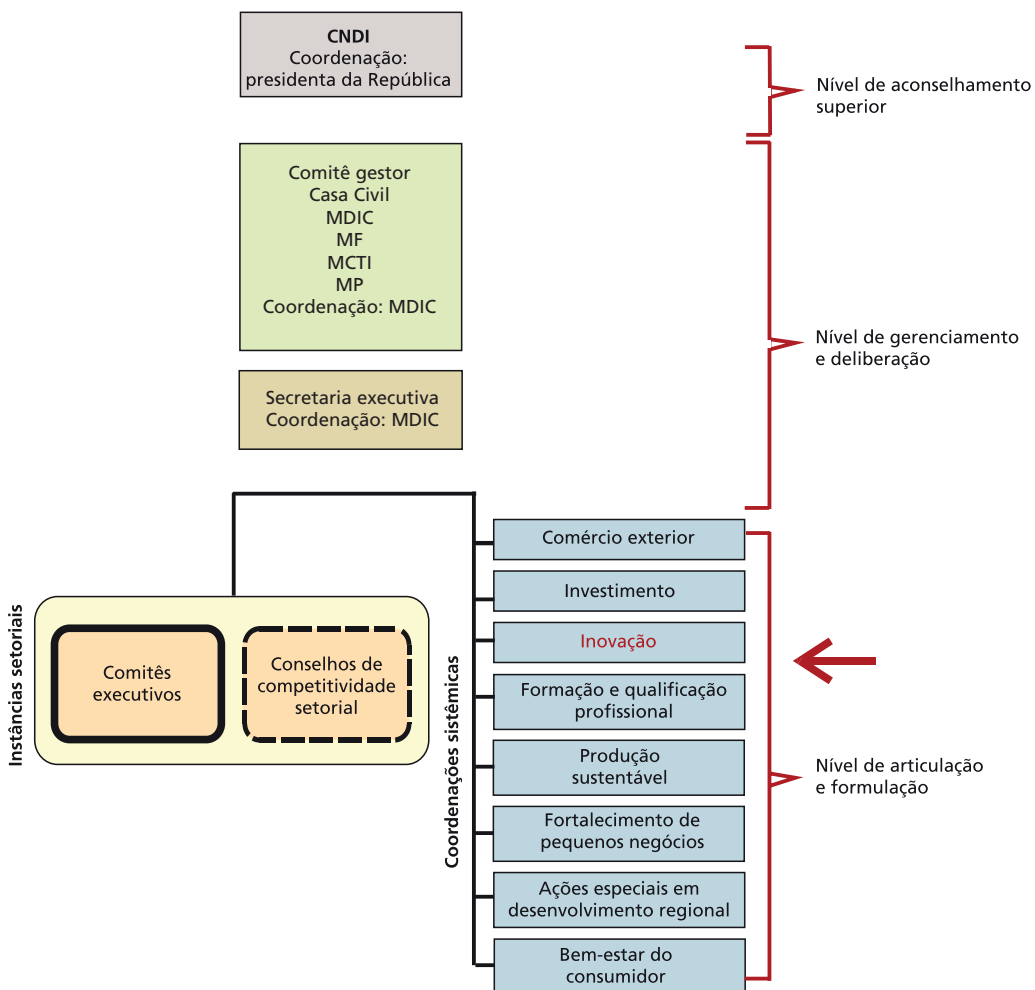 CNDI
Coordenação:
presidenta da República
Nível de aconselhamento
superior
Comitê gestor
Casa Civil
MDIC
MF
MCTI
MP
Coordenação: MDIC
Nível de gerenciamento
e deliberação
Secretaria executiva
Coordenação: MDIC
Instâncias setoriais
Comitês
executivos
Conselhos de
competitividade
setorial
Coordenações sistêmicas
Comércio exterior
Investimento
Inovação
Formação e qualificação
profissional
Produção
sustentável
Fortalecimento de
pequenos negócios
Ações especiais em
desenvolvimento regional
Bem-estar do
consumidor
Nível de articulação
e formulação